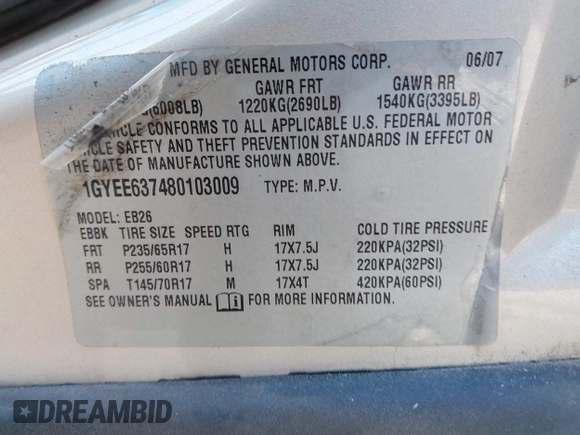 MFD BY GENERAL MOTORS CORP. 06/07
GAWR FRT GAWR RR
1220KG(2690LB) 1540KG(3395LB)
VEHICLE CONFORMS TO ALL APPLICABLE U.S. FEDERAL MOTOR
VEHICLE SAFETY AND THEFT PREVENTION STANDARDS IN EFFECT ON
THE DATE OF MANUFACTURE SHOWN ABOVE.
1GYEE637480103009 TYPE: M.P.V.
MODEL: EB26
EBBK TIRE SIZE SPEED RTG RIM COLD TIRE PRESSURE
FRT P235/65R17 H 17X7.5J 220KPA(32PSI)
RR P255/60R17 H 17X7.5J 220KPA(32PSI)
SPA T145/70R17 M 17X4T 420KPA(60PSI)
SEE OWNER'S MANUAL FOR MORE INFORMATION.
DREAMBID